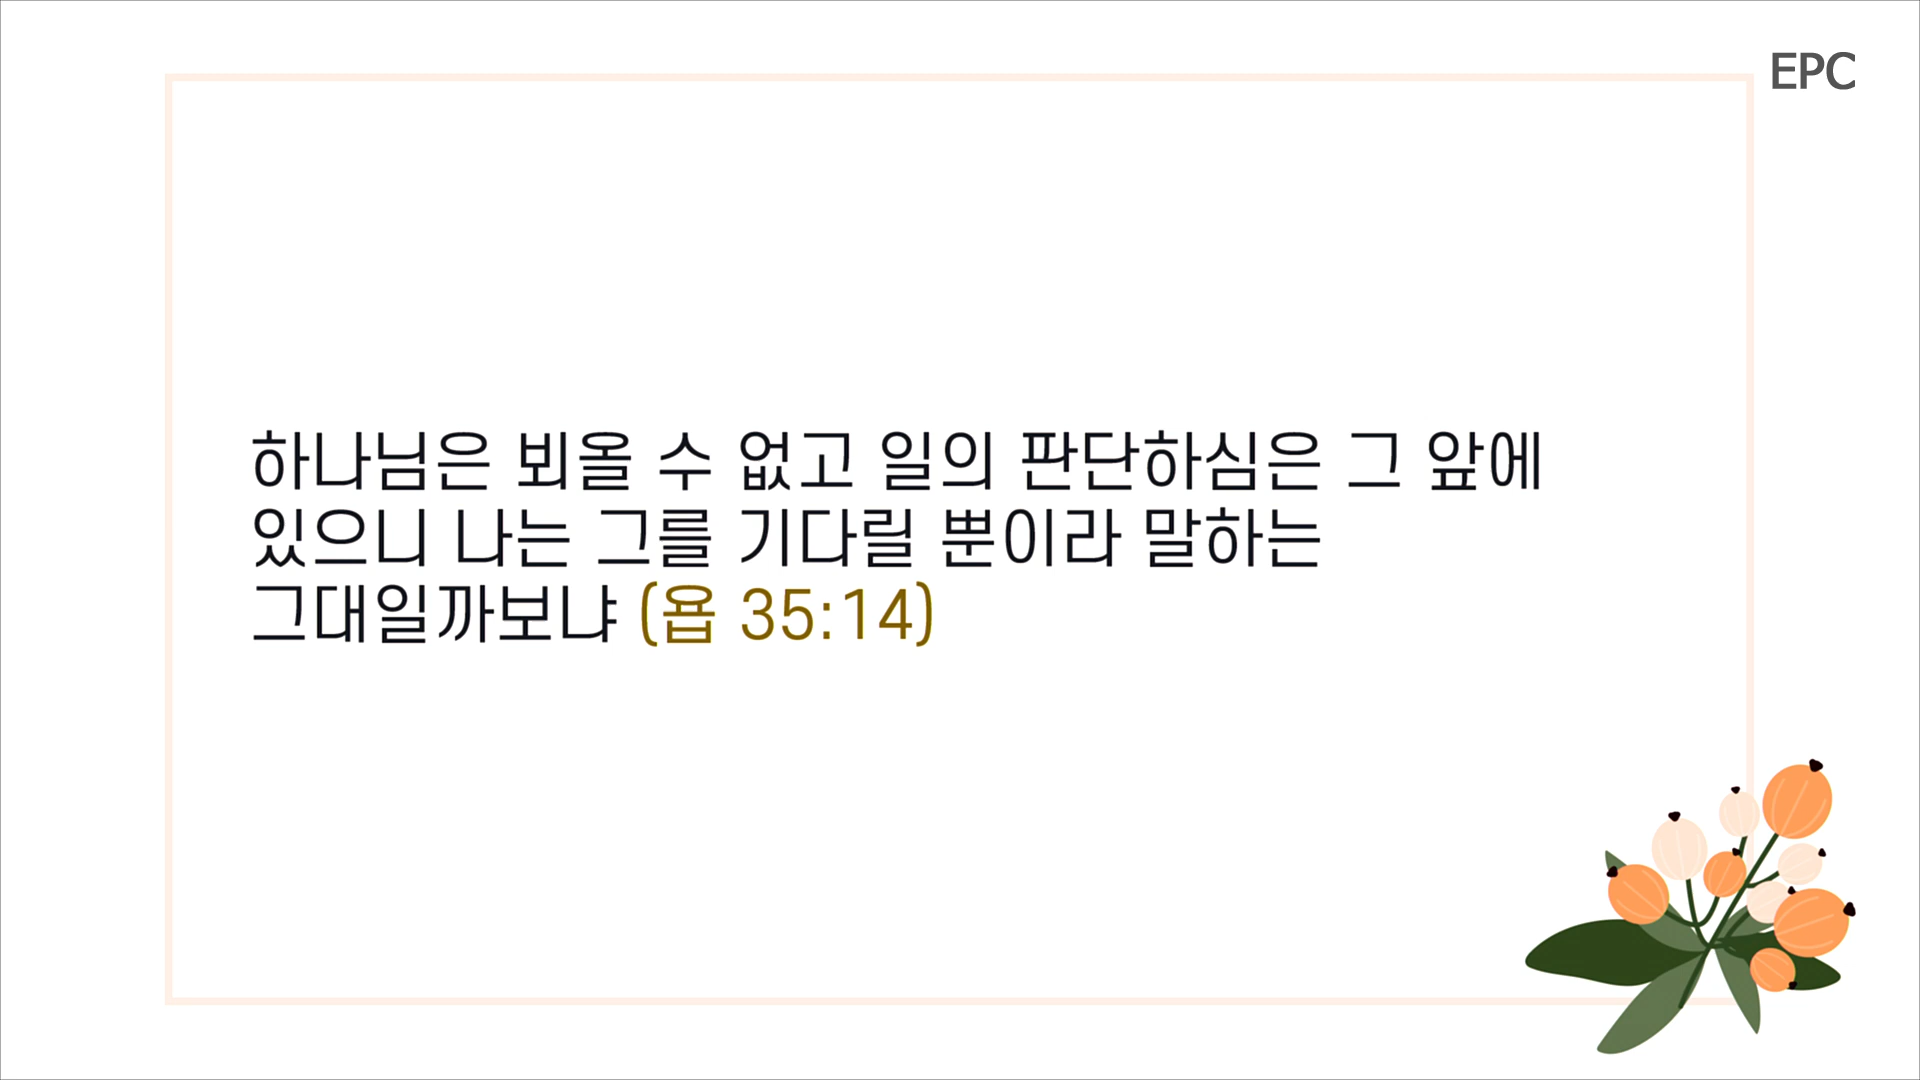 EPC
하나님은 뵈올 수 없고 일의 판단하심은 그 앞에
있으니 나는 그를 기다릴 뿐이라 말하는
그대일까보냐 (욥 35:14)